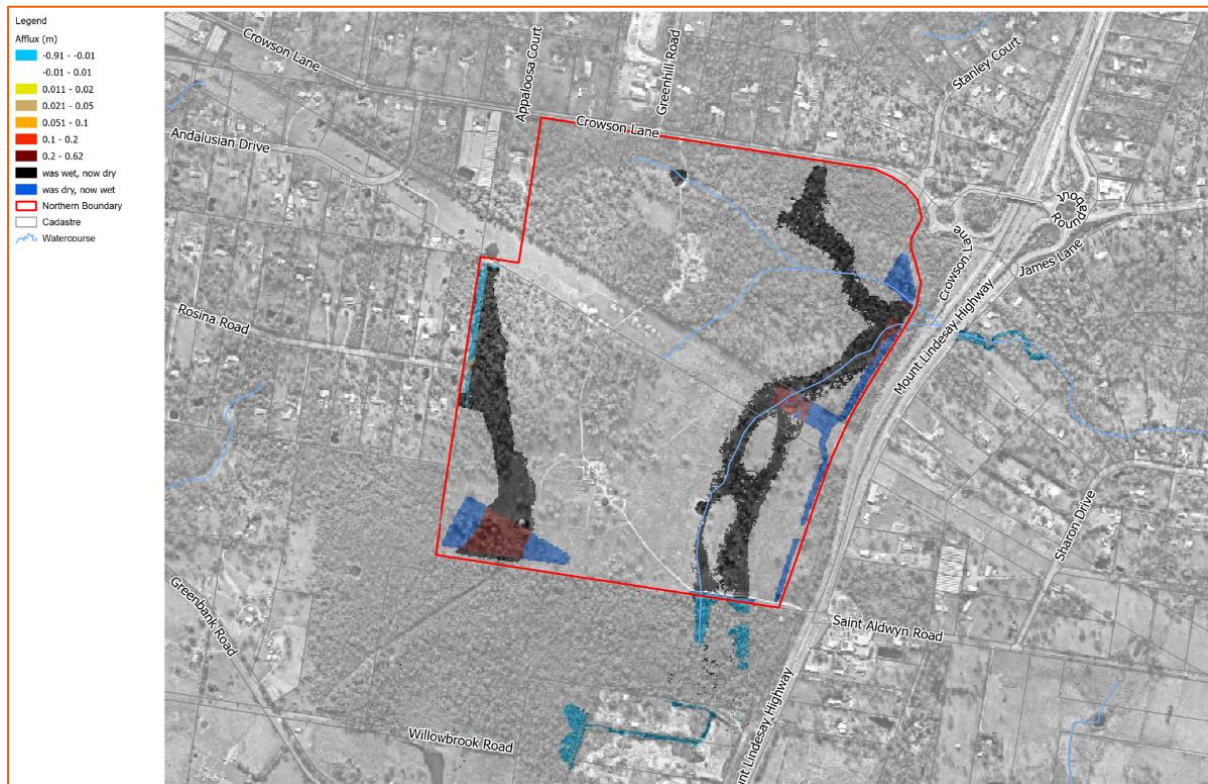 Legend
Afflux (m)
-0.91 - -0.01
-0.01 - 0.01
0.011 - 0.02
0.021 - 0.05
0.051 - 0.1
0.1 - 0.2
0.2 - 0.62
was wet, now dry
was dry, now wet
Northern Boundary
Cadastre
Watercourse
Crowson Lane
Appaloosa Court
Greenhill Road
Stanley Court
Andalusian Drive
Crowson Lane
Roundabout
Crowson Lane
James Lane
Rosina Road
Mount Lindesay Highway
Sharon Drive
Greenbank Road
Saint Aldwyn Road
Willowbrook Road
nt Lindesay Highway